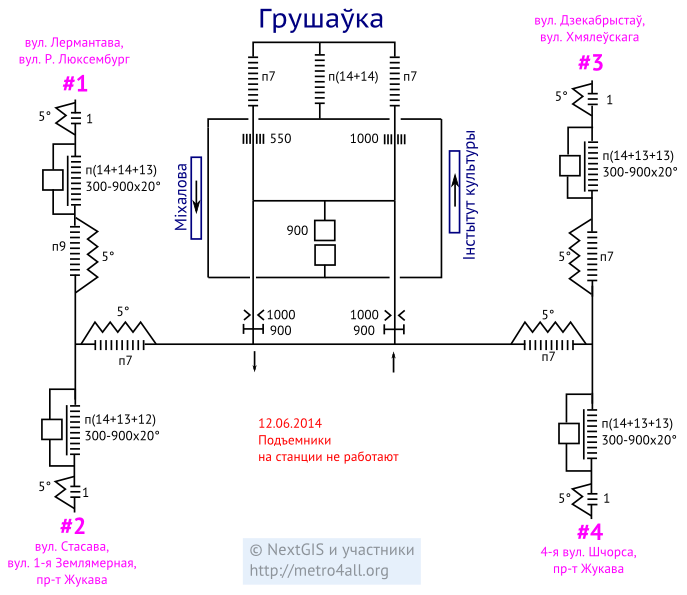 Грушаўка
вул. Лермантава,
вул. Р. Люксембург
#1
вул. Дзекабрыстаў,
вул. Хмялеўскага
#3
п7
п(14+14)
п7
5°
1
5°
1
550
1000
п(14+14+13)
300-900x20°
п(14+13+13)
300-900x20°
Міхалова
Інстытут культуры
900
п9
5°
5°
п7
1000
900
1000
900
5°
п7
5°
п7
п(14+13+12)
300-900x20°
п(14+13+13)
300-900x20°
12.06.2014
Подъемники
на станции не работают
5°
1
5°
1
#2
вул. Стасава,
вул. 1-я Землямерная,
пр-т Жукава
#4
4-я вул. Шчорса,
пр-т Жукава
© NextGIS и участники
http://metro4all.org